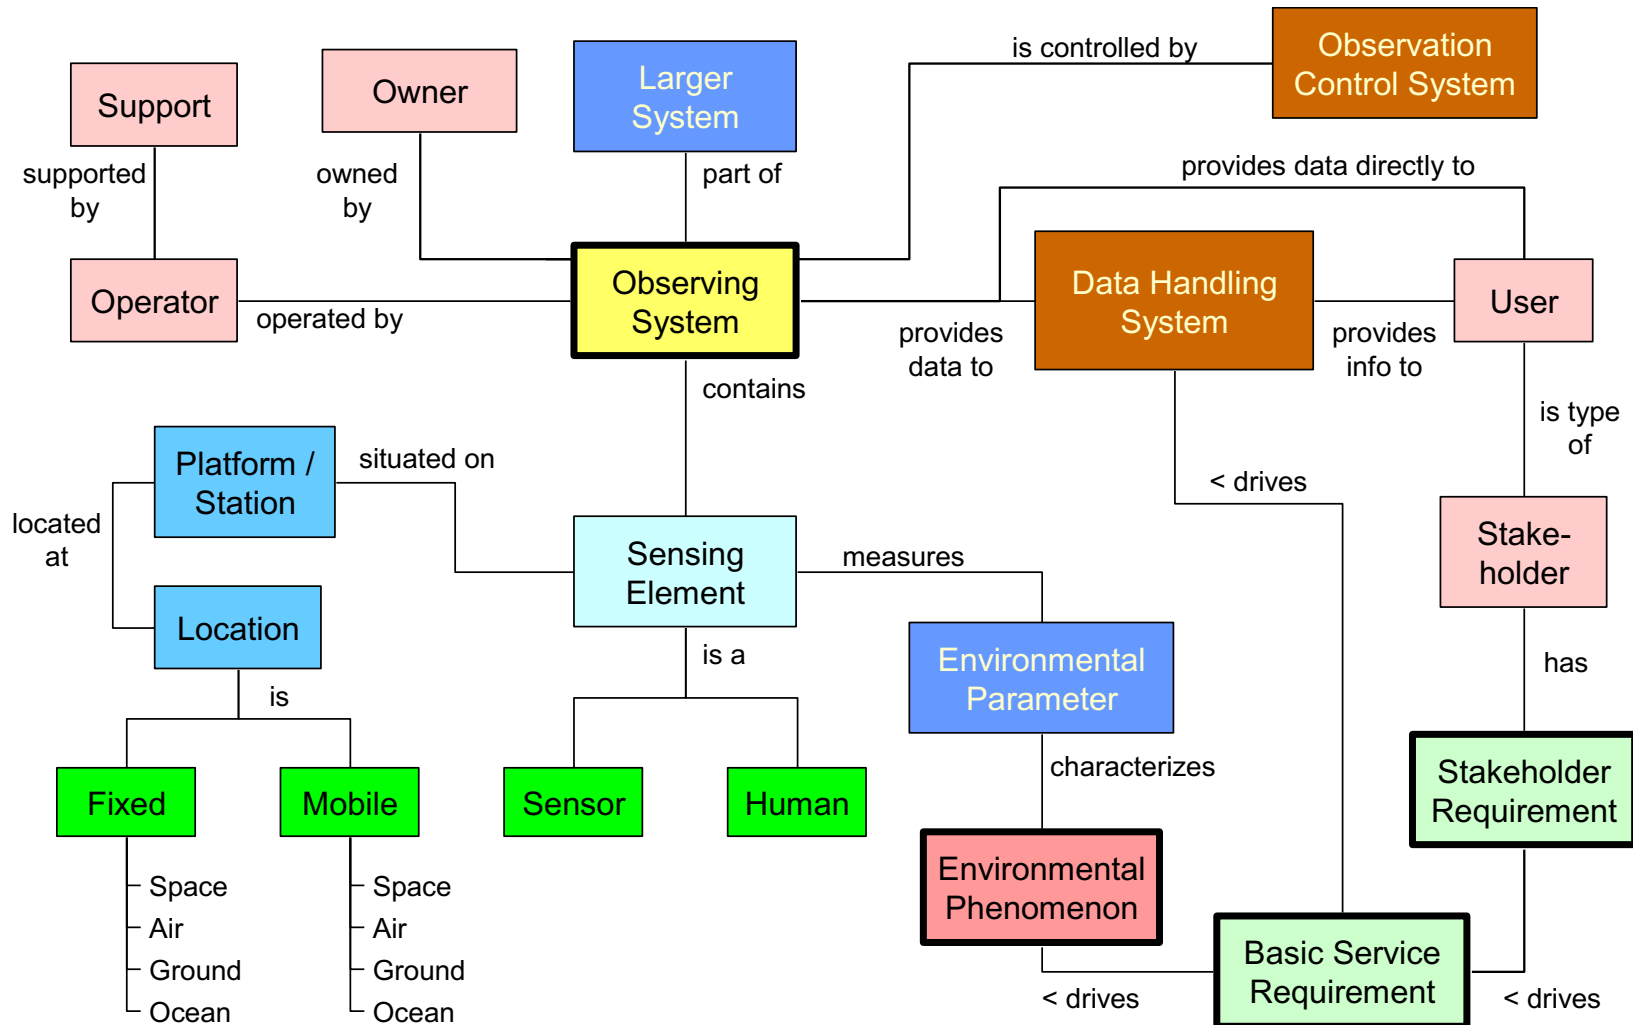 is controlled by
Observation
Control System
Larger
System
Owner
Support
supported
by
owned
by
part of
provides data directly to
Operator
operated by
Observing
System
Data Handling
System
User
provides
data to
provides
info to
contains
is type
of
Platform /
Station
situated on
< drives
located
at
Sensing
Element
measures
Stake-
holder
Location
is a
Environmental
Parameter
has
is
characterizes
Fixed
Mobile
Sensor
Human
Stakeholder
Requirement
Environmental
Phenomenon
Space
Air
Ground
Ocean
Space
Air
Ground
Ocean
Basic Service
Requirement
< drives
< drives